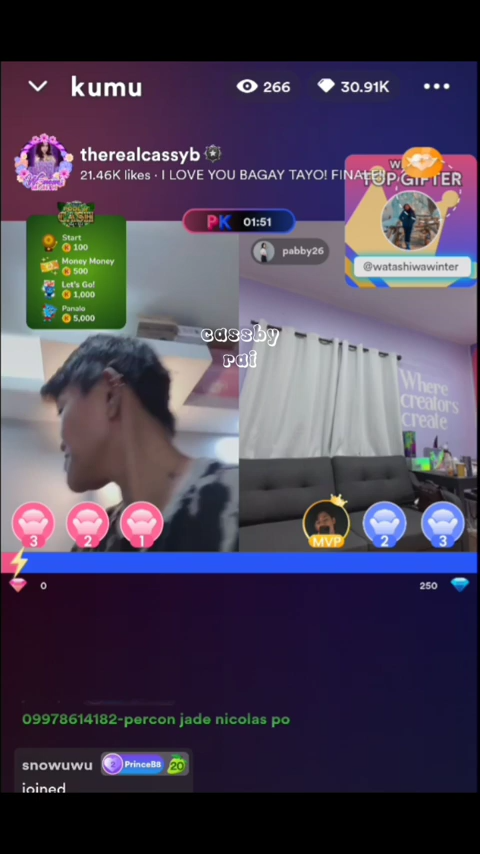 kumu
266
30.91K
therealcassyb
21.46K likes · I LOVE YOU BAGAY TAYO! FINALE!!
TOP GIFTER
@watashiwawinter
CASH
Start
100
Money Money
500
Let's Go!
1,000
Panalo
5,000
PK 01:51
pabby26
cassby
rai
Where
creators
create
3
2
1
MVP
2
3
0
250
09978614182-percon jade nicolas po
snowuwu
PrinceB8
20
joined